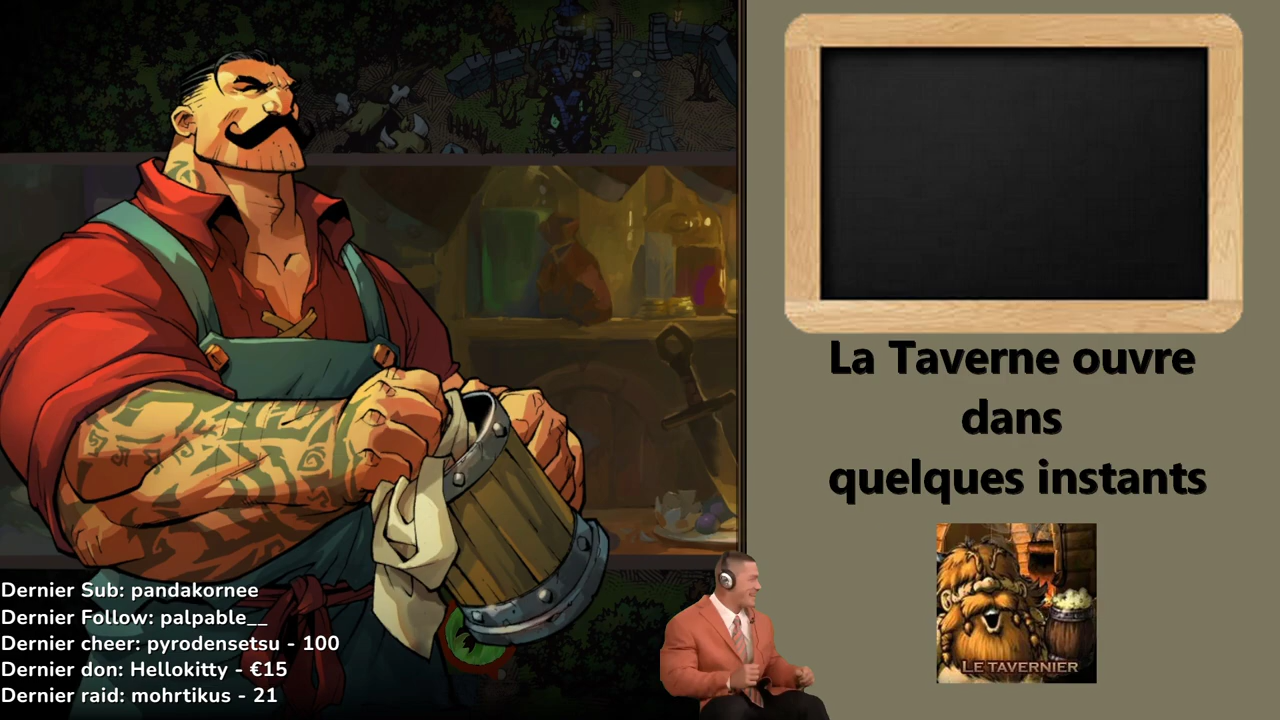 La Taverne ouvre
dans
quelques instants
LE TAVERNIER
Dernier Sub: pandakornee
Dernier Follow: palpable__
Dernier cheer: pyrodensetsu - 100
Dernier don: Hellokitty - €15
Dernier raid: mohrtikus - 21